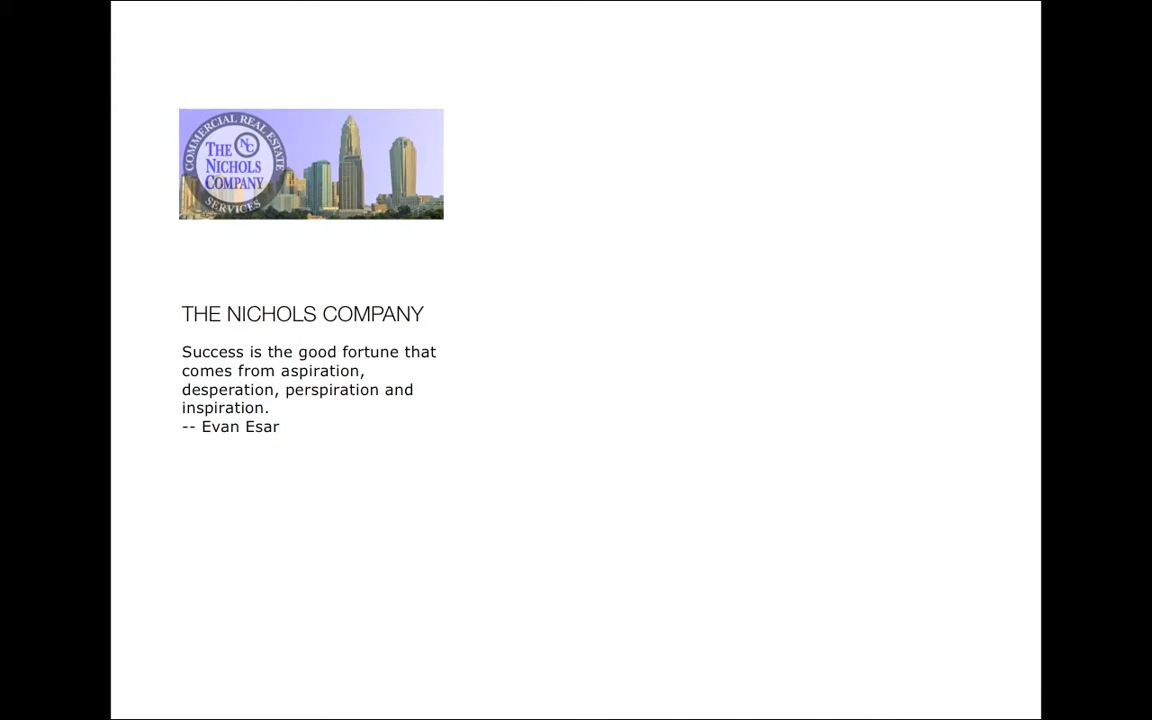 COMMERCIAL REAL ESTATE
NC
THE
NICHOLS
COMPANY
SERVICES
THE NICHOLS COMPANY
Success is the good fortune that
comes from aspiration,
desperation, perspiration and
inspiration.
-- Evan Esar